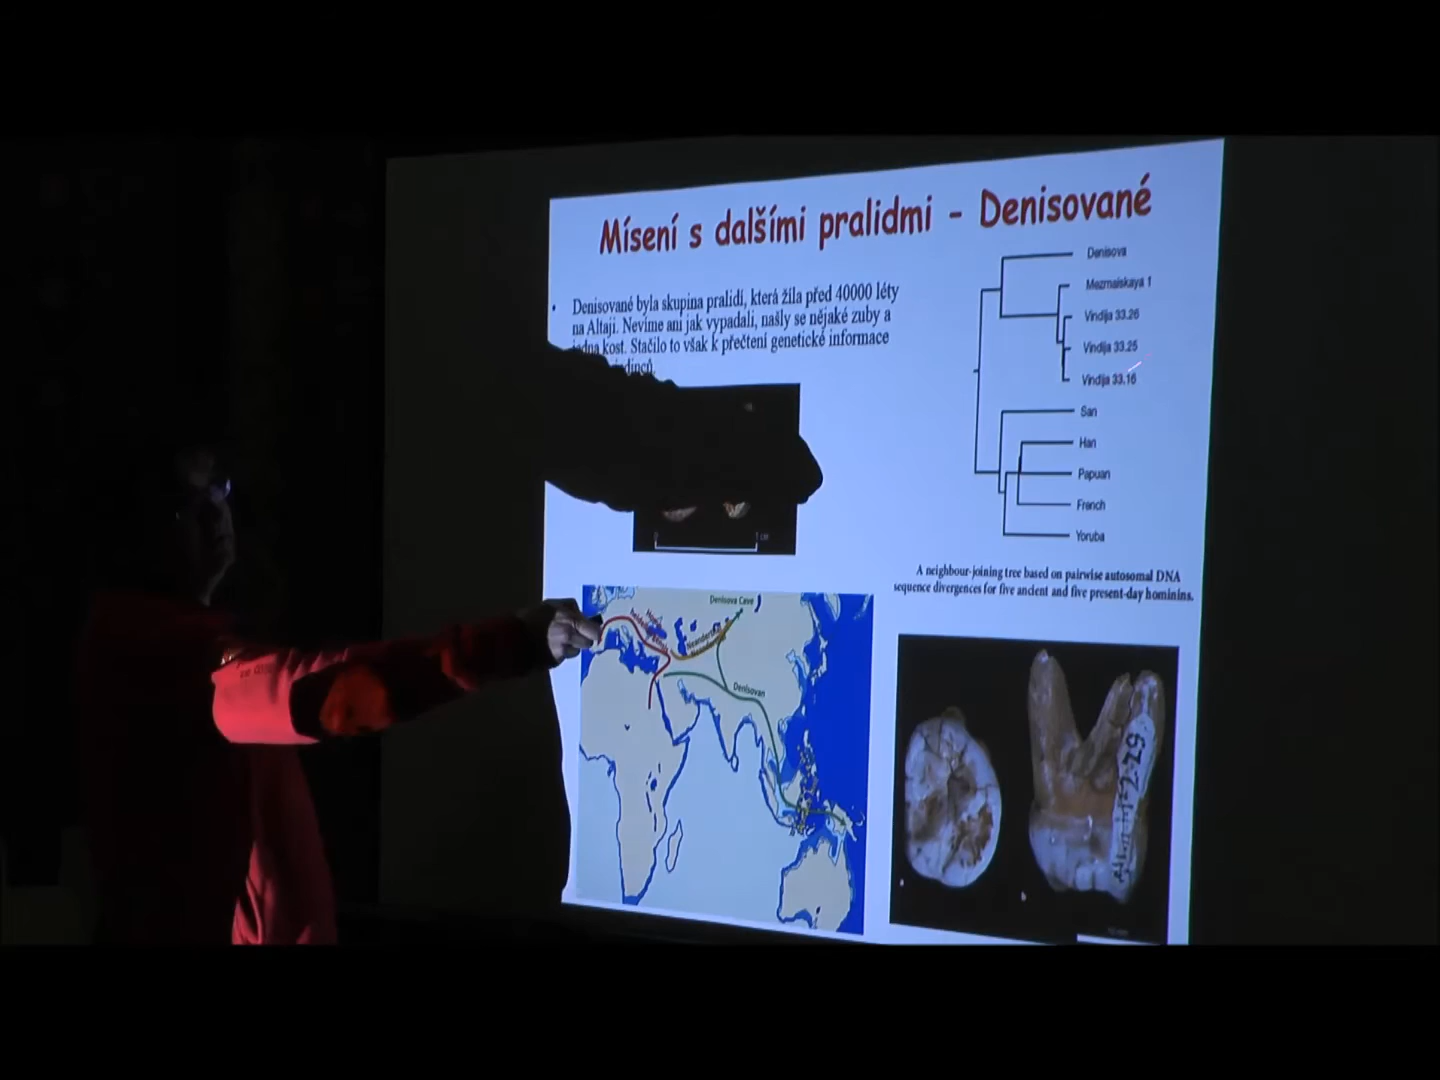 Mísení s dalšími pralidmi - Denisované
• Denisované byla skupina pralidí, která žíla před 40000 léty
na Altaji. Nevíme ani jak vypadali, našly se nějaké zuby a
jedna kost. Stačilo to však k přečtení genetické informace
1 cm
Denisova
Mezmaiskaya 1
Vindija 33.26
Vindija 33.25
Vindija 33.16
San
Han
Papuan
French
Yoruba
A neighbour-joining tree based on pairwise autosomal DNA
sequence divergences for five ancient and five present-day hominins.
Denisova Cave
Denisovan